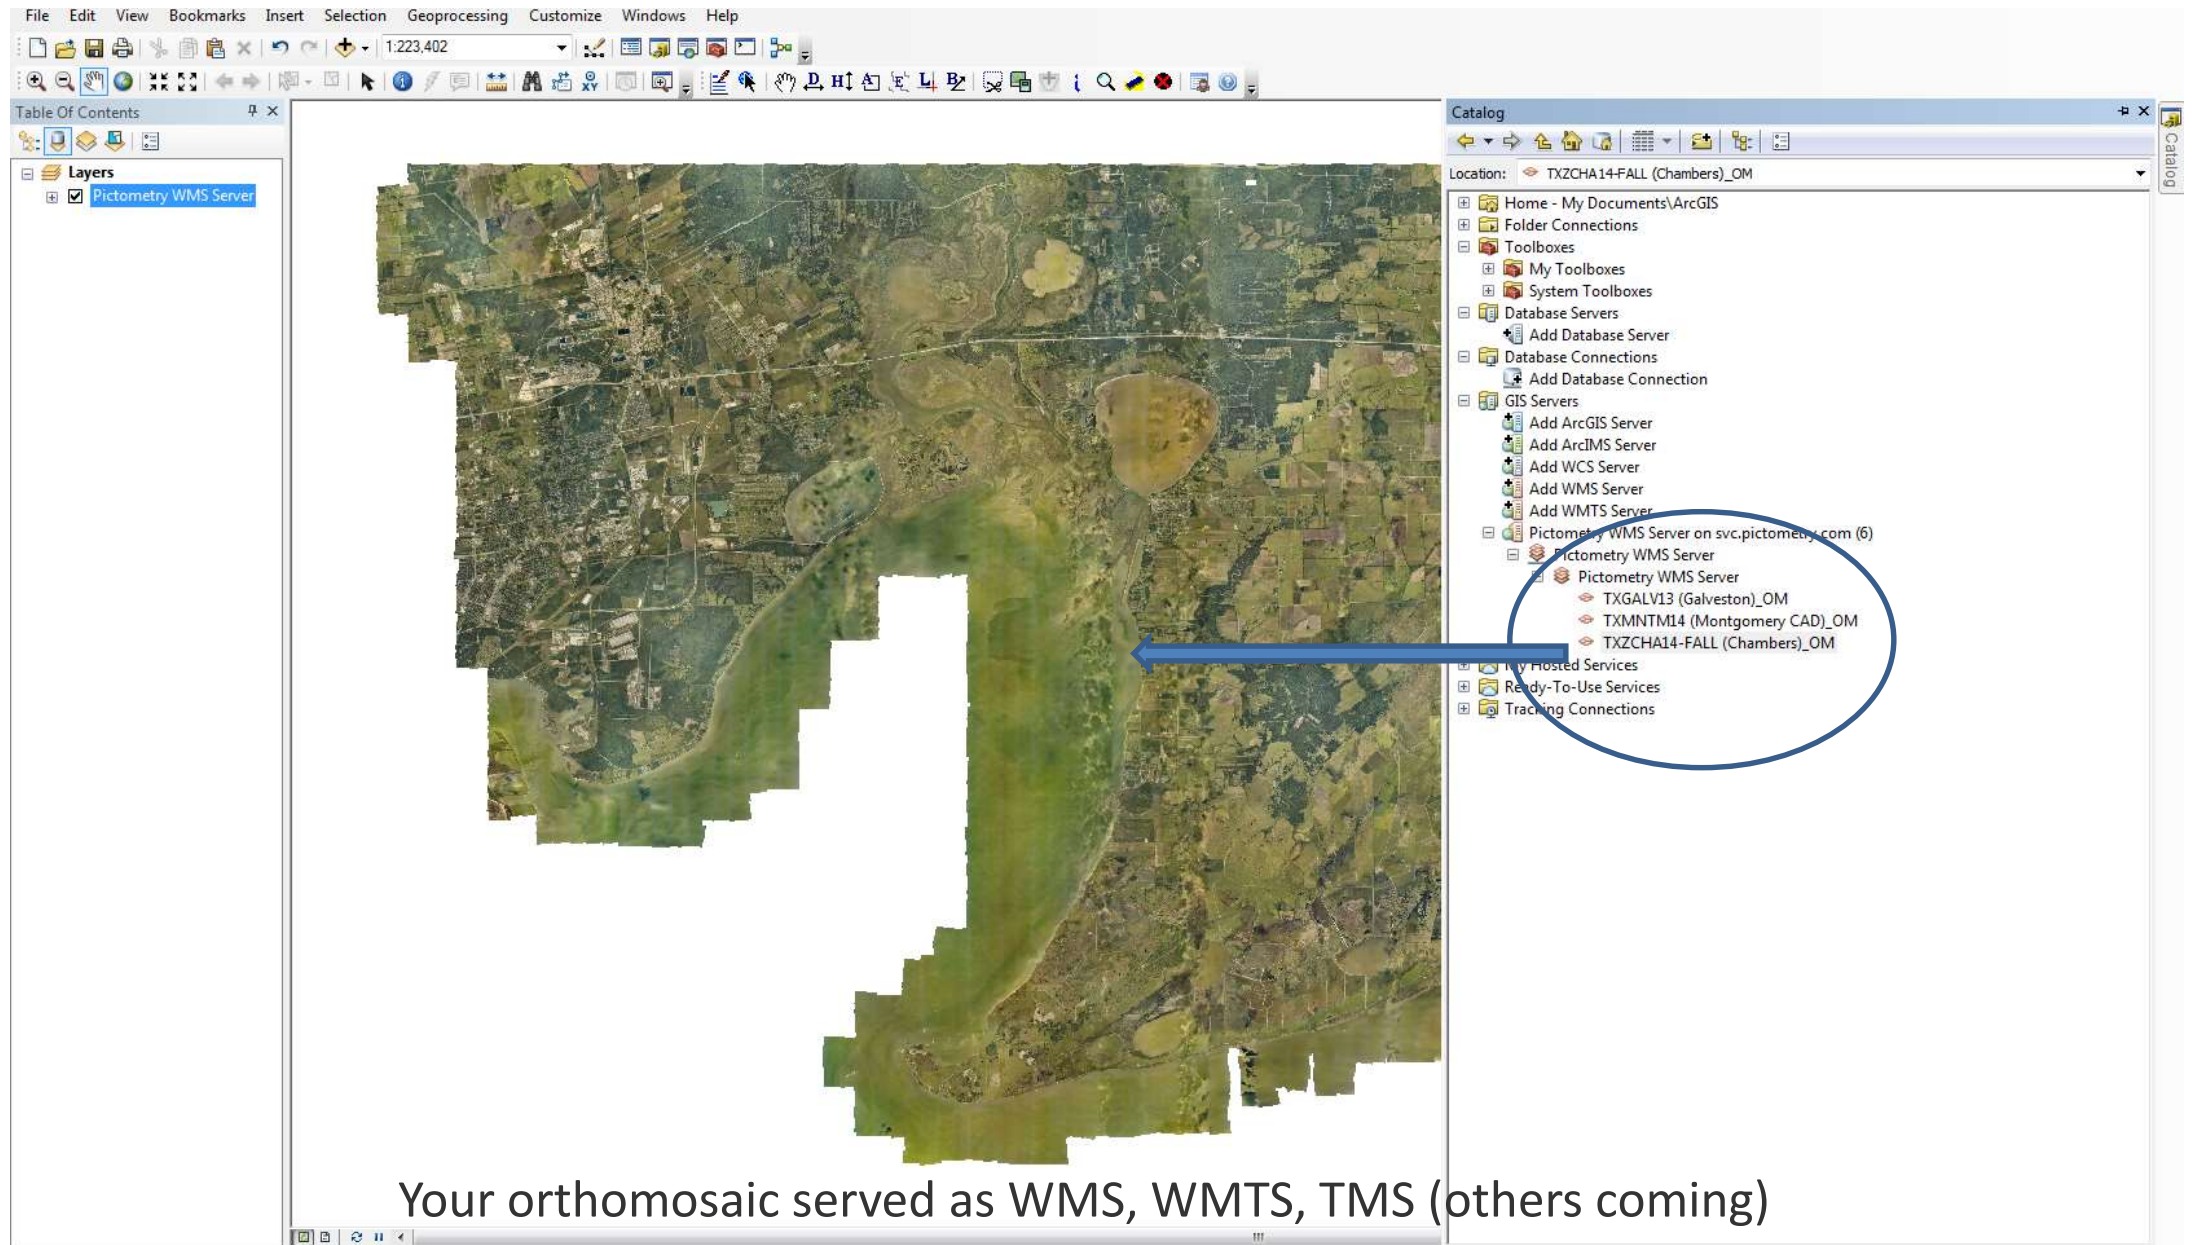 File Edit View Bookmarks Insert Selection Geoprocessing Customize Windows Help
1:223,402
Table Of Contents
Layers
Pictometry WMS Server
Catalog
Location: TXZCHA14-FALL (Chambers)_OM
Catalog
Home - My Documents\ArcGIS
Folder Connections
Toolboxes
My Toolboxes
System Toolboxes
Database Servers
Add Database Server
Database Connections
Add Database Connection
GIS Servers
Add ArcGIS Server
Add ArcIMS Server
Add WCS Server
Add WMS Server
Add WMTS Server
Pictometry WMS Server on svc.pictometry.com (6)
Pictometry WMS Server
Pictometry WMS Server
TXGALV13 (Galveston)_OM
TXMNTM14 (Montgomery CAD)_OM
TXZCHA14-FALL (Chambers)_OM
My Hosted Services
Ready-To-Use Services
Tracking Connections
Your orthomosaic served as WMS, WMTS, TMS (others coming)